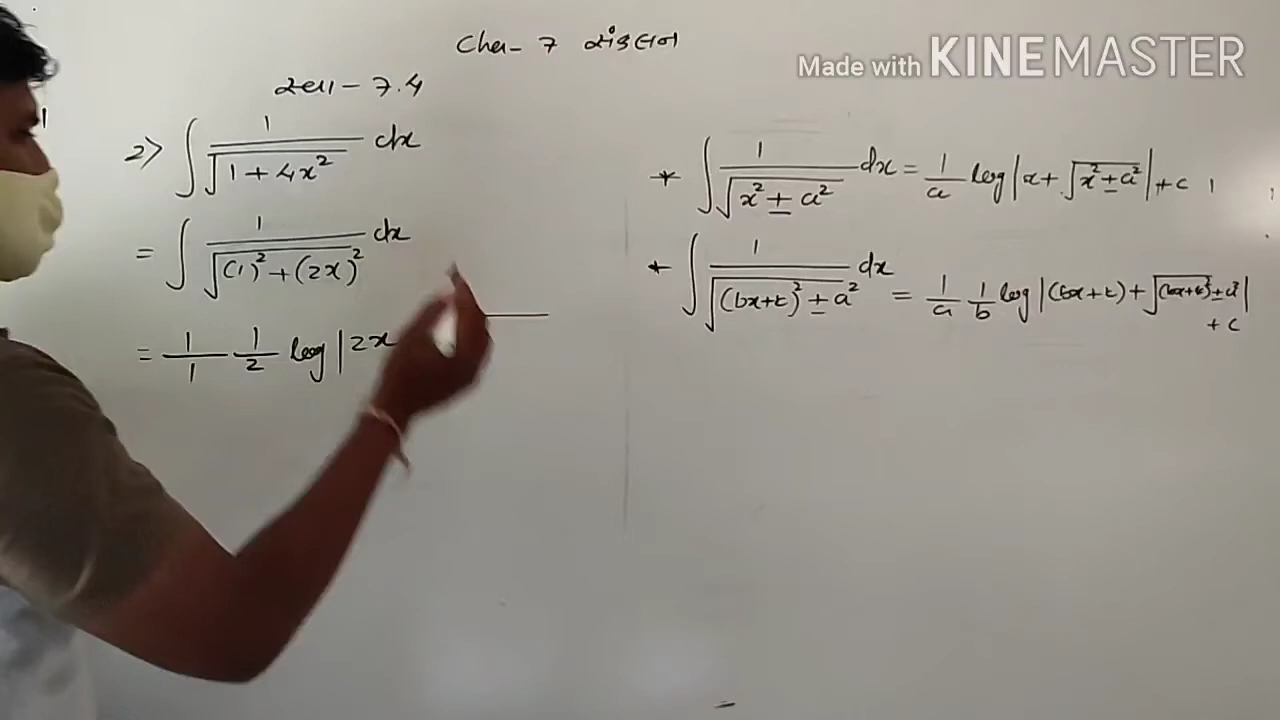 Cha- 7 સંકલન
Made with KINEMASTER
- 7.4
2> ∫ 1/√(1 + 4x²) dx
= ∫ 1/√((1)² + (2x)²) dx
= 1/1 1/2 log |2x
* ∫ 1/√(x² ± a²) dx = 1/a log |x + √(x² ± a²)| + c
* ∫ 1/√((bx+t)² ± a²) dx = 1/a 1/b log |(bx + t) + √((bx+t)² ± a²)|
+ c